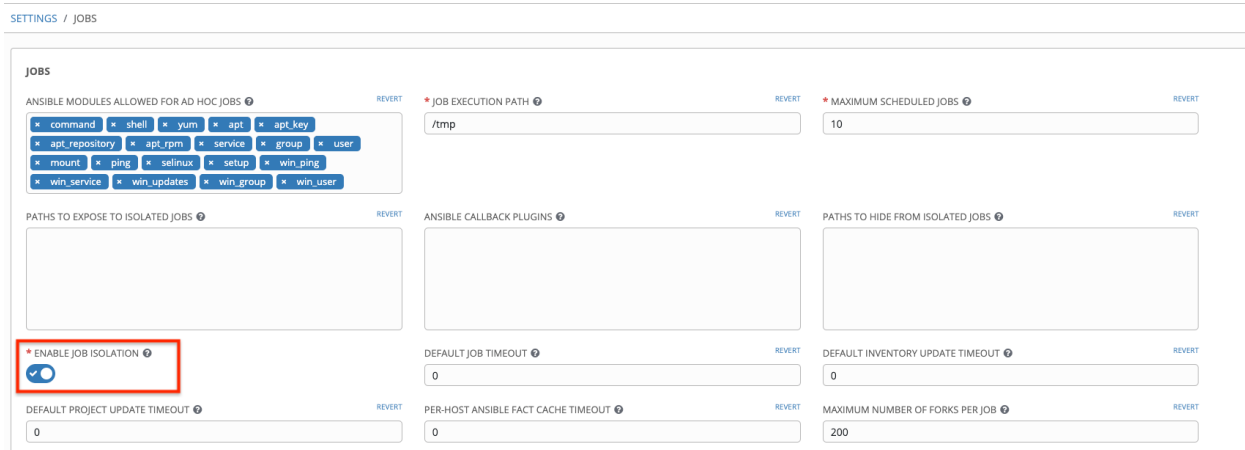 SETTINGS / JOBS
JOBS
ANSIBLE MODULES ALLOWED FOR AD HOC JOBS ? REVERT
× command × shell × yum × apt × apt_key
× apt_repository × apt_rpm × service × group × user
× mount × ping × selinux × setup × win_ping
× win_service × win_updates × win_group × win_user
* JOB EXECUTION PATH ? REVERT
/tmp
* MAXIMUM SCHEDULED JOBS ? REVERT
10
PATHS TO EXPOSE TO ISOLATED JOBS ? REVERT
ANSIBLE CALLBACK PLUGINS ? REVERT
PATHS TO HIDE FROM ISOLATED JOBS ? REVERT
* ENABLE JOB ISOLATION ?
DEFAULT JOB TIMEOUT ? REVERT
0
DEFAULT INVENTORY UPDATE TIMEOUT ? REVERT
0
DEFAULT PROJECT UPDATE TIMEOUT ? REVERT
0
PER-HOST ANSIBLE FACT CACHE TIMEOUT ? REVERT
0
MAXIMUM NUMBER OF FORKS PER JOB ? REVERT
200